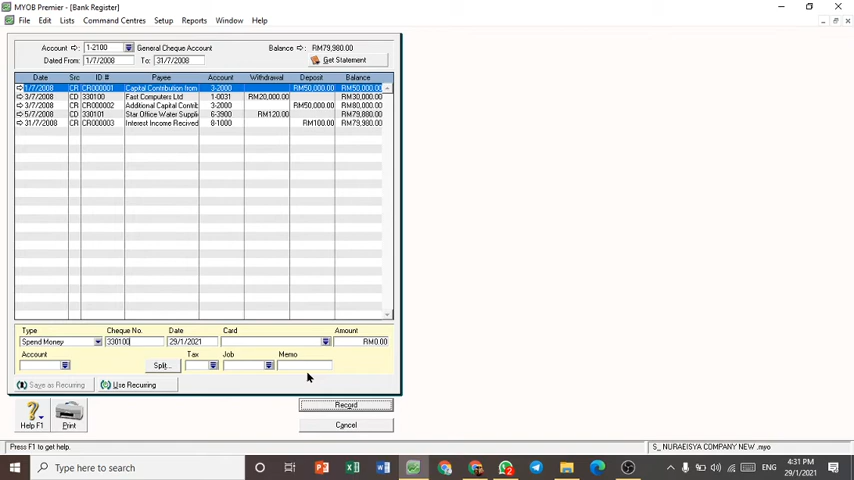 MYOB Premier - [Bank Register]
File Edit Lists Command Centres Setup Reports Window Help
Account 1-2100 General Cheque Account Balance RM79,980.00
Dated From: 1/7/2008 To: 31/7/2008 Get Statement
Date Src ID # Payee Account Withdrawal Deposit Balance
1/7/2008 CR CR000001 Capital Contribution from 3-2000 RM50,000.00 RM50,000.00
3/7/2008 CD 330100 Fast Computers Ltd 1-0031 RM20,000.00 RM30,000.00
3/7/2008 CR CR000002 Additional Capital Contrib 3-2000 RM50,000.00 RM80,000.00
5/7/2008 CD 330101 Star Office Water Suppli 6-3900 RM120.00 RM79,880.00
31/7/2008 CR CR000003 Interest Income Recived 8-1000 RM100.00 RM79,980.00
Type Cheque No. Date Card Amount
Spend Money 330100 29/1/2021 RM0.00
Account Tax Job Memo
Split...
Save as Recurring Use Recurring
Record
Help F1 Print Cancel
Press F1 to get help. S_ NURAEISYA COMPANY NEW .myo
Type here to search ENG 4:31 PM
29/1/2021